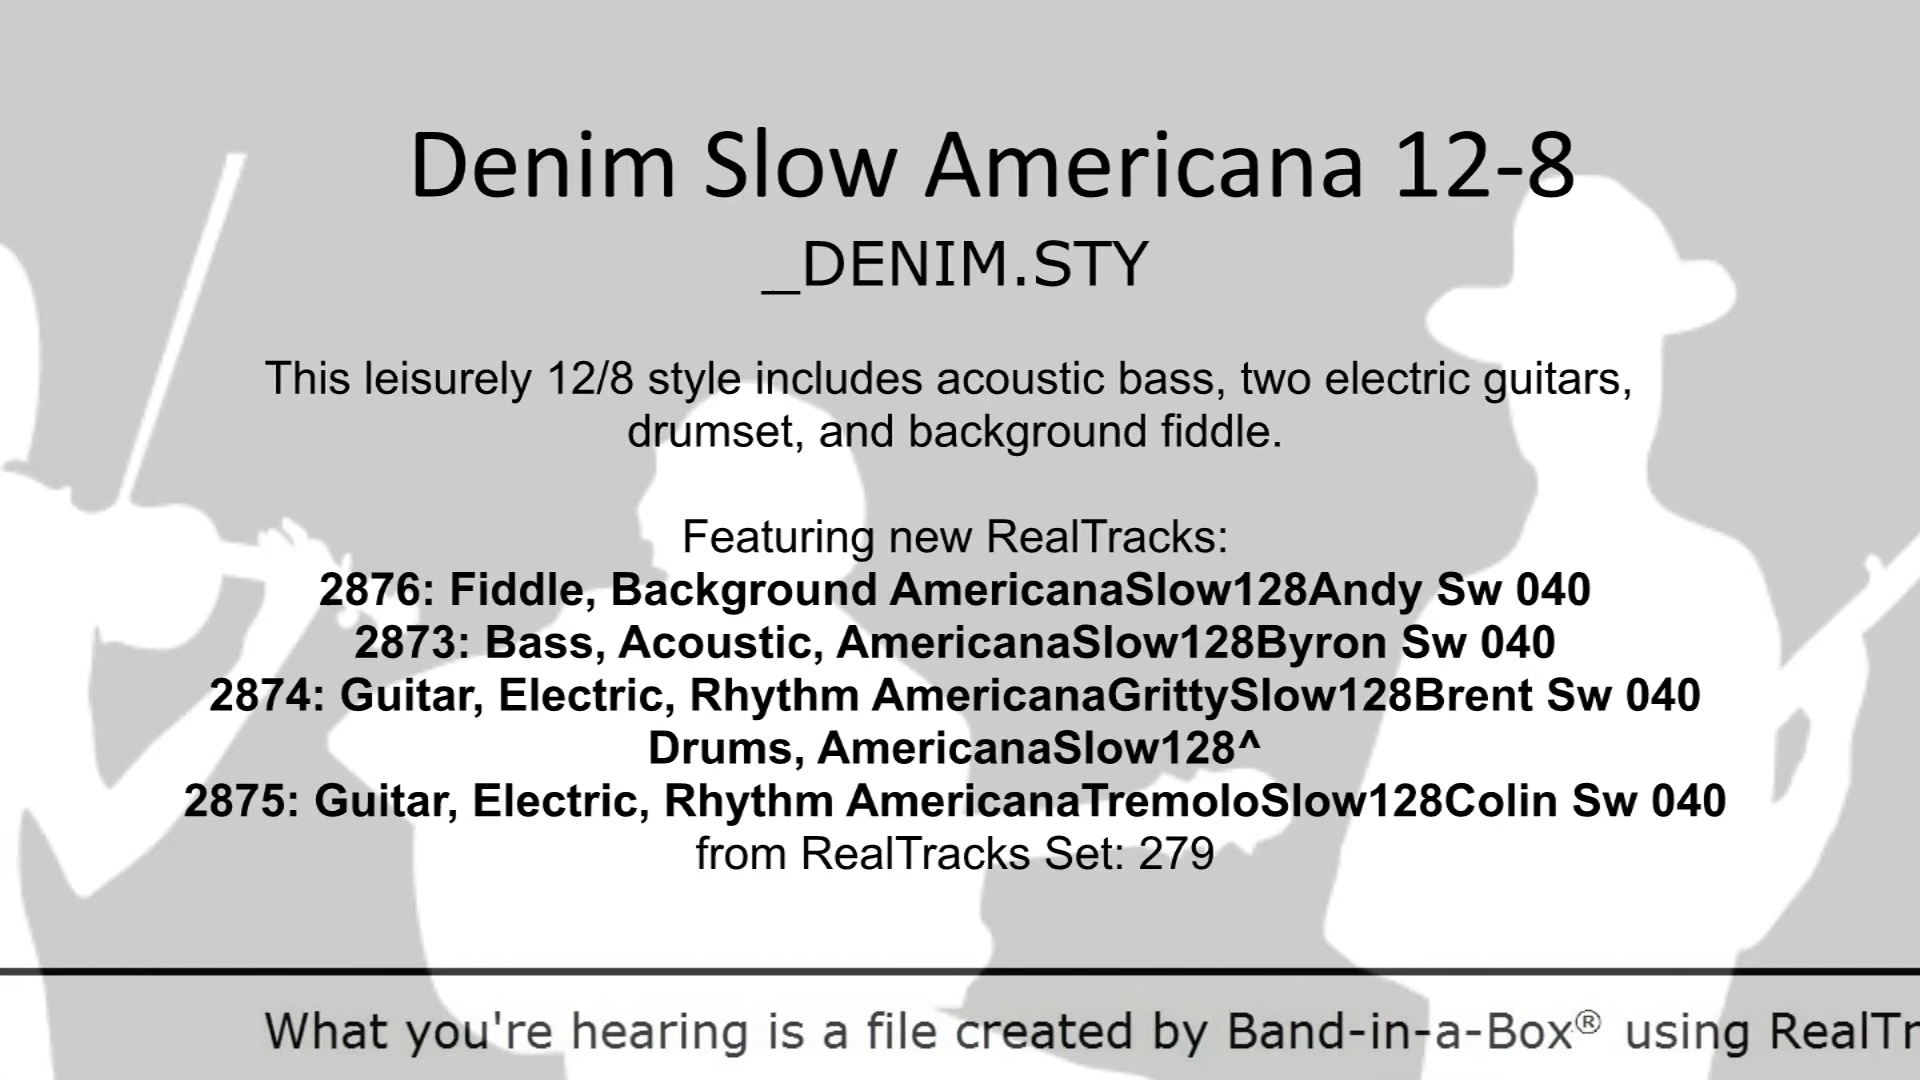 Denim Slow Americana 12-8
_DENIM.STY
This leisurely 12/8 style includes acoustic bass, two electric guitars,
drumset, and background fiddle.
Featuring new RealTracks:
2876: Fiddle, Background AmericanaSlow128Andy Sw 040
2873: Bass, Acoustic, AmericanaSlow128Byron Sw 040
2874: Guitar, Electric, Rhythm AmericanaGrittySlow128Brent Sw 040
Drums, AmericanaSlow128^
2875: Guitar, Electric, Rhythm AmericanaTremoloSlow128Colin Sw 040
from RealTracks Set: 279
What you're hearing is a file created by Band-in-a-Box® using RealTr